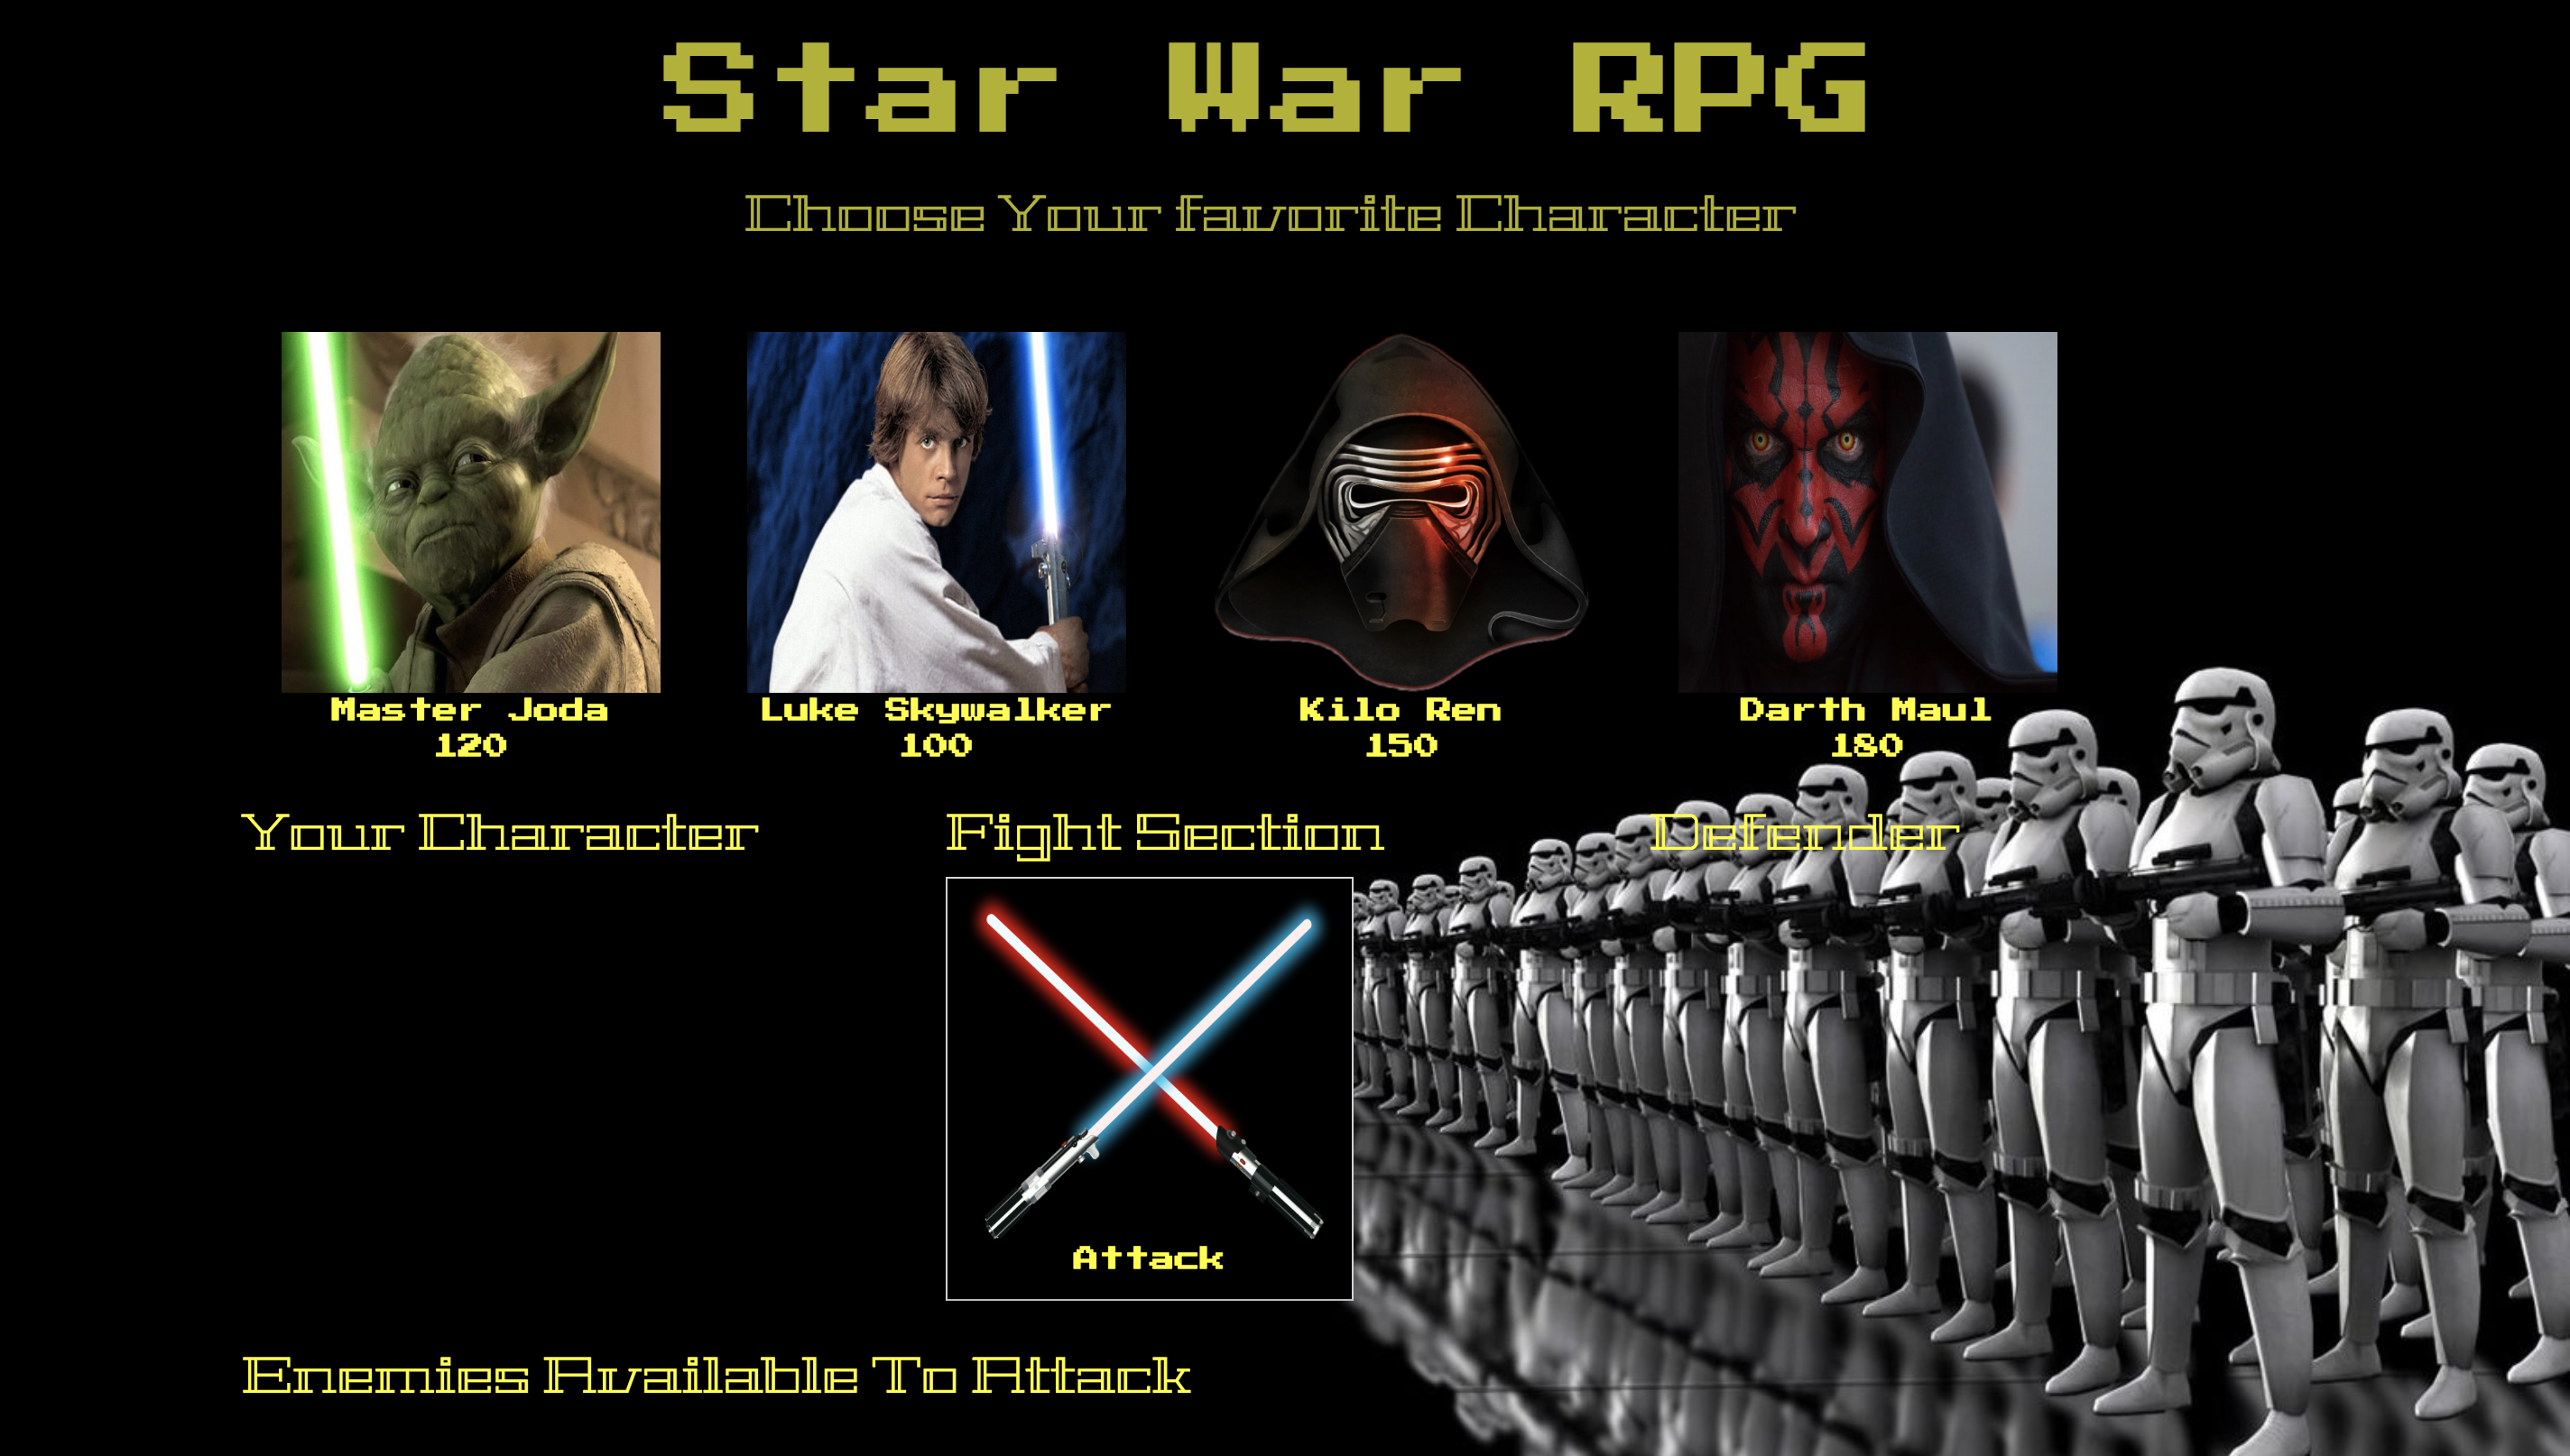 Star War RPG
Choose Your favorite Character
Master Joda
120
Luke Skywalker
100
Kilo Ren
150
Darth Maul
180
Your Character
Fight Section
Defender
Attack
Enemies Available To Attack